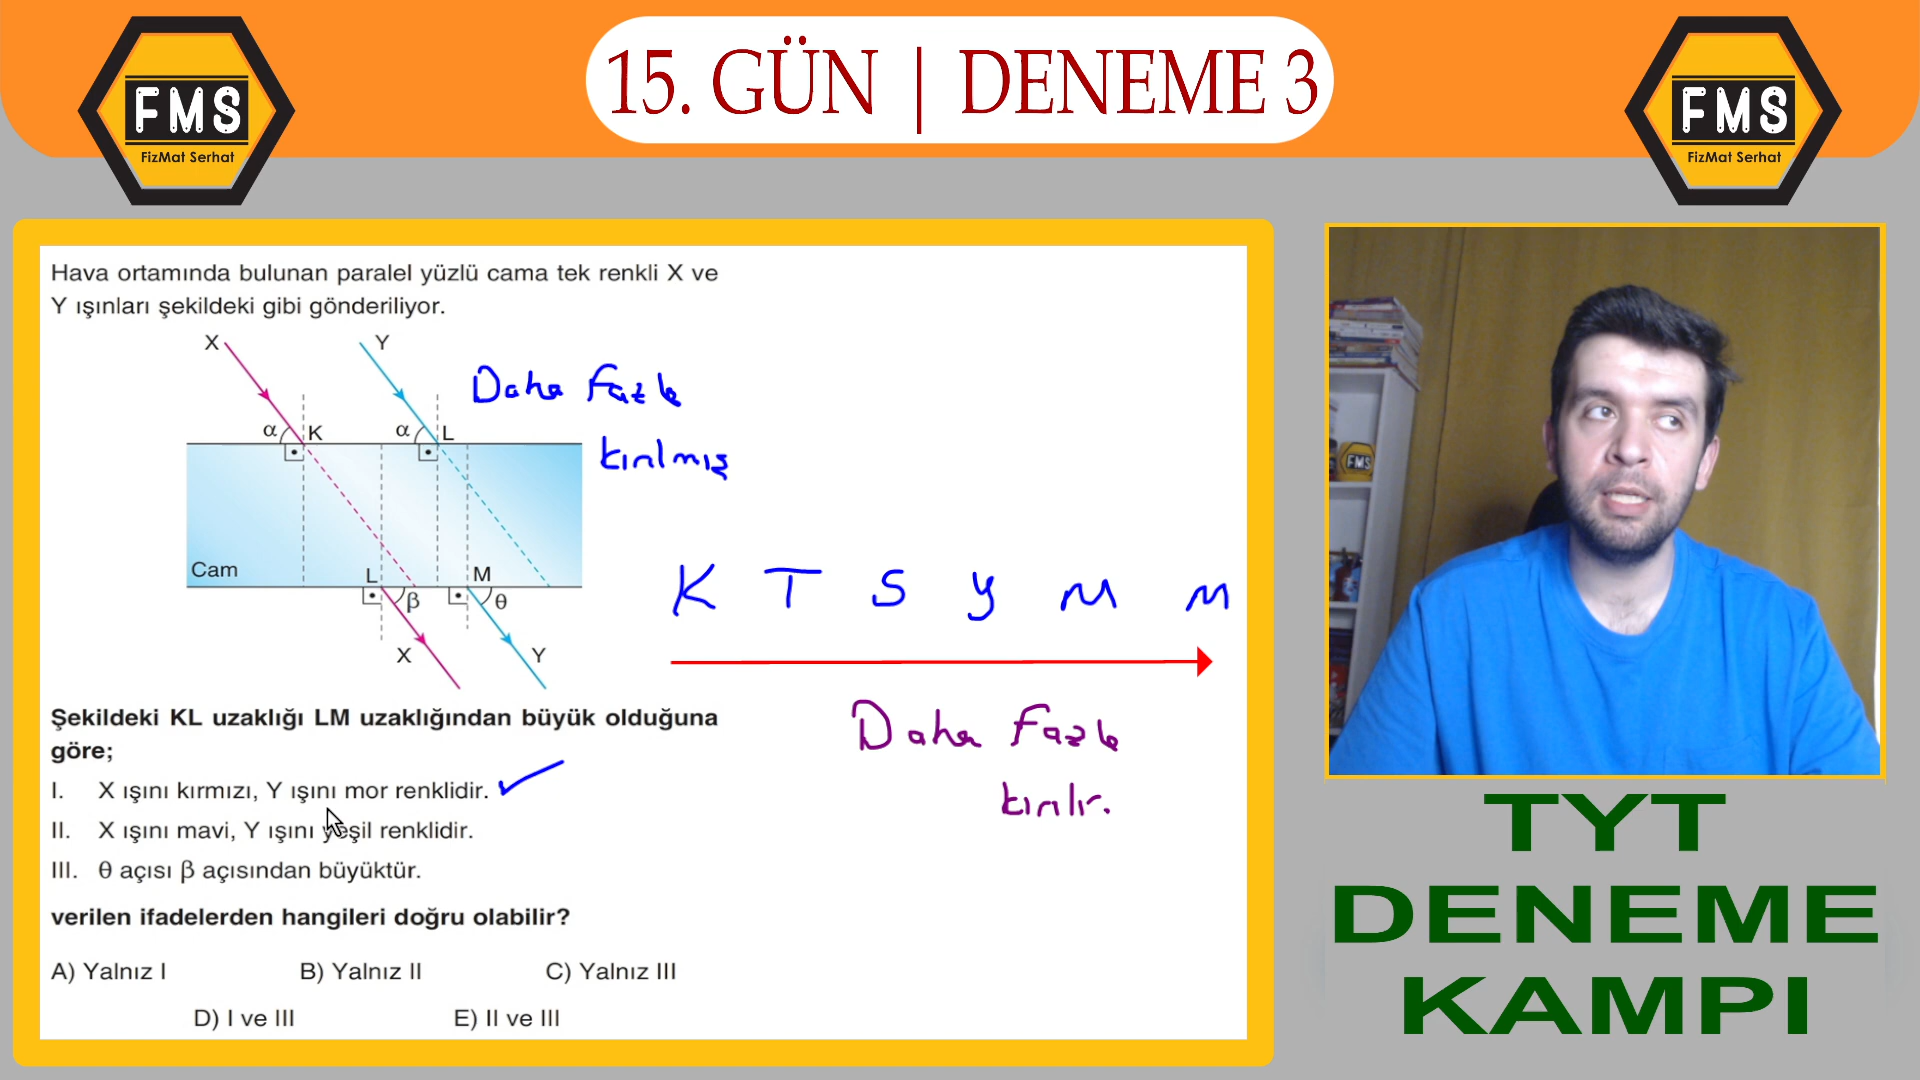 15. GÜN | DENEME 3
FMS
FizMat Serhat
FMS
FizMat Serhat
Hava ortamında bulunan paralel yüzlü cama tek renkli X ve
Y ışınları şekildeki gibi gönderiliyor.
X
Y
Daha Fazla
α K α L
kırılmış
Cam
L M
β θ
X Y
K T S Y M M
Şekildeki KL uzaklığı LM uzaklığından büyük olduğuna
göre;
Daha Fazla
kırılır.
I. X ışını kırmızı, Y ışını mor renklidir.
II. X ışını mavi, Y ışını yeşil renklidir.
III. θ açısı β açısından büyüktür.
verilen ifadelerden hangileri doğru olabilir?
A) Yalnız I B) Yalnız II C) Yalnız III
D) I ve III E) II ve III
FMS
TYT
DENEME
KAMPI